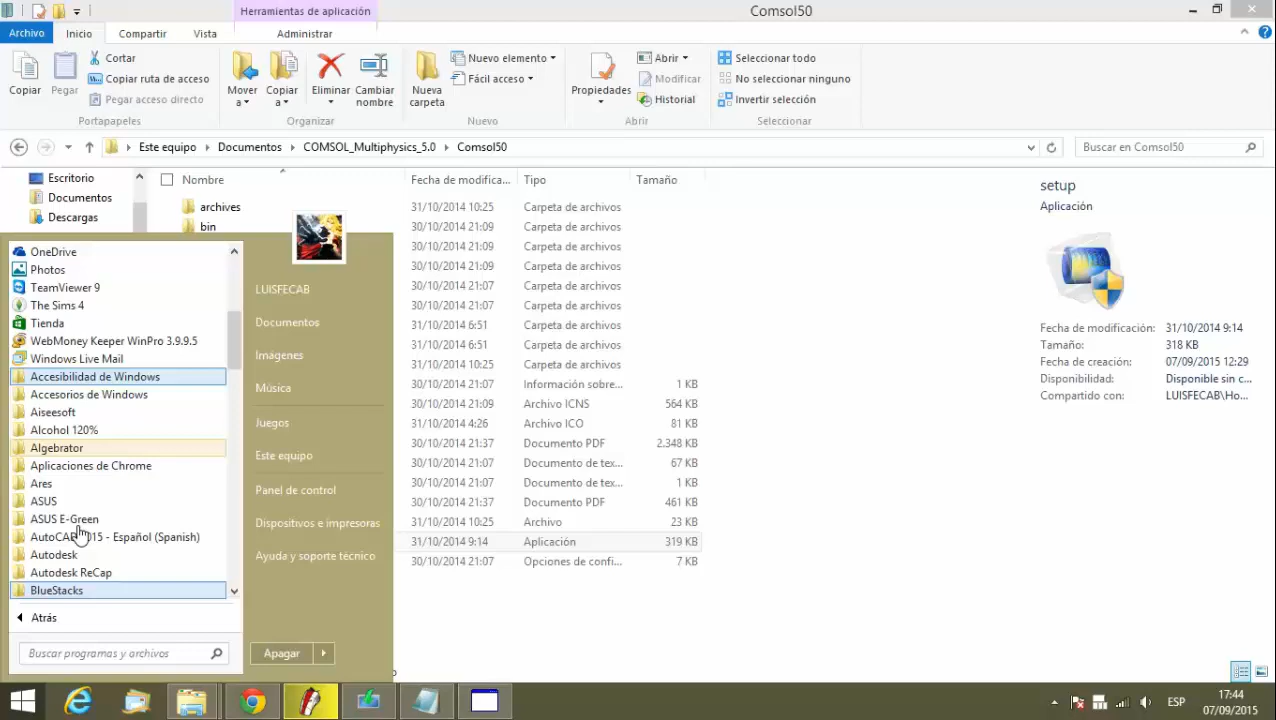 Herramientas de aplicación
Comsol50
Archivo
Inicio
Compartir
Vista
Administrar
Copiar
Pegar
Cortar
Copiar ruta de acceso
Pegar acceso directo
Portapapeles
Mover a
Copiar a
Eliminar
Cambiar nombre
Organizar
Nueva carpeta
Nuevo elemento
Fácil acceso
Nuevo
Propiedades
Abrir
Modificar
Historial
Abrir
Seleccionar todo
No seleccionar ninguno
Invertir selección
Seleccionar
Este equipo
Documentos
COMSOL_Multiphysics_5.0
Comsol50
Buscar en Comsol50
Escritorio
Documentos
Descargas
Nombre
Fecha de modifica...
Tipo
Tamaño
archives
31/10/2014 10:25
Carpeta de archivos
bin
30/10/2014 21:09
Carpeta de archivos
30/10/2014 21:09
Carpeta de archivos
30/10/2014 21:09
Carpeta de archivos
30/10/2014 21:07
Carpeta de archivos
30/10/2014 21:07
Carpeta de archivos
31/10/2014 6:51
Carpeta de archivos
31/10/2014 6:51
Carpeta de archivos
31/10/2014 10:25
Carpeta de archivos
30/10/2014 21:07
Información sobre...
1 KB
30/10/2014 21:09
Archivo ICNS
564 KB
31/10/2014 4:26
Archivo ICO
81 KB
30/10/2014 21:37
Documento PDF
2.348 KB
30/10/2014 21:07
Documento de tex...
67 KB
30/10/2014 21:07
Documento de tex...
1 KB
30/10/2014 21:37
Documento PDF
461 KB
31/10/2014 10:25
Archivo
23 KB
31/10/2014 9:14
Aplicación
319 KB
30/10/2014 21:07
Opciones de confi...
7 KB
setup
Aplicación
Fecha de modificación: 31/10/2014 9:14
Tamaño: 318 KB
Fecha de creación: 07/09/2015 12:29
Disponibilidad: Disponible sin c...
Compartido con: LUISFECAB\Ho...
OneDrive
Photos
TeamViewer 9
The Sims 4
Tienda
WebMoney Keeper WinPro 3.9.9.5
Windows Live Mail
Accesibilidad de Windows
Accesorios de Windows
Aiseesoft
Alcohol 120%
Algebrator
Aplicaciones de Chrome
Ares
ASUS
ASUS E-Green
- Español (Spanish)
Autodesk
Autodesk ReCap
BlueStacks
Atrás
Buscar programas y archivos
LUISFECAB
Documentos
Imágenes
Música
Juegos
Este equipo
Panel de control
Dispositivos e impresoras
Ayuda y soporte técnico
Apagar
ESP
17:44
07/09/2015